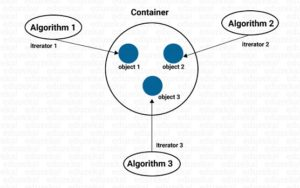 Container
Algorithm 1
Algorithm 2
itrerator 1
itrerator 2
object 1
object 2
object 3
itrerator 3
Algorithm 3